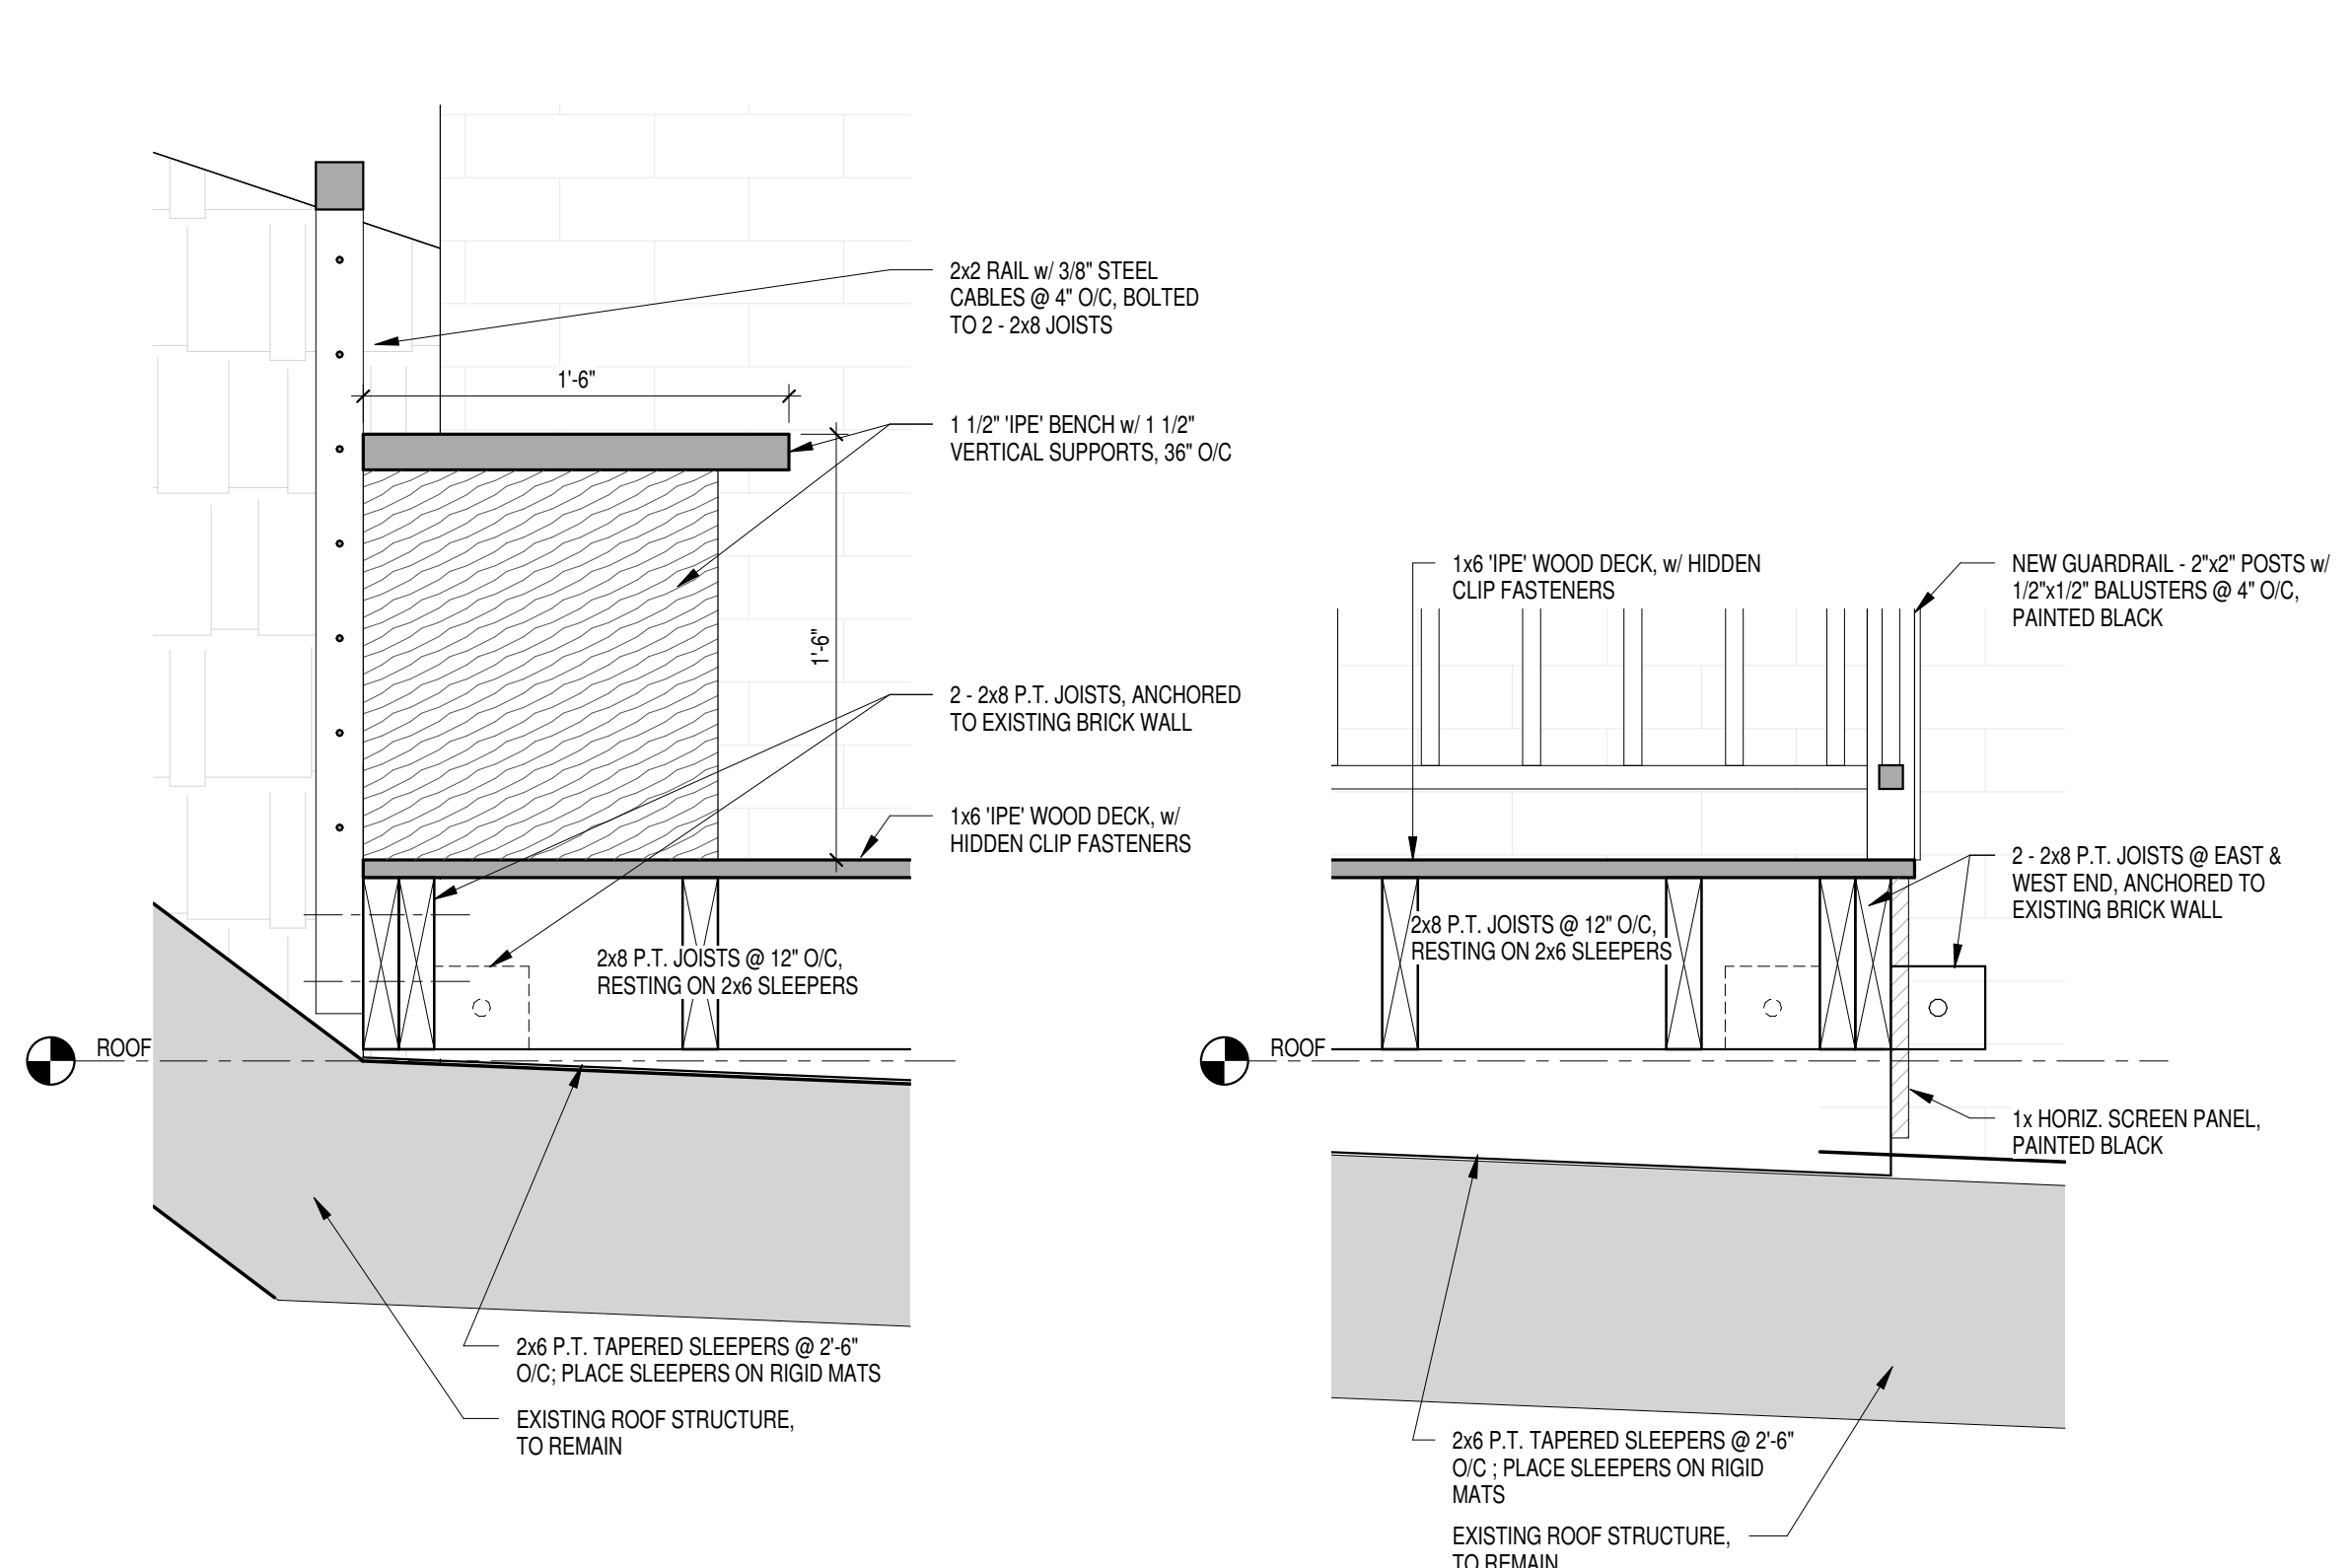 2x2 RAIL w/ 3/8" STEEL
CABLES @ 4" O/C, BOLTED
TO 2 - 2x8 JOISTS
1'-6"
1 1/2" 'IPE' BENCH w/ 1 1/2"
VERTICAL SUPPORTS, 36" O/C
1'-6"
2 - 2x8 P.T. JOISTS, ANCHORED
TO EXISTING BRICK WALL
1x6 'IPE' WOOD DECK, w/
HIDDEN CLIP FASTENERS
2x8 P.T. JOISTS @ 12" O/C,
RESTING ON 2x6 SLEEPERS
ROOF
2x6 P.T. TAPERED SLEEPERS @ 2'-6"
O/C; PLACE SLEEPERS ON RIGID MATS
EXISTING ROOF STRUCTURE,
TO REMAIN
1x6 'IPE' WOOD DECK, w/ HIDDEN
CLIP FASTENERS
NEW GUARDRAIL - 2"x2" POSTS w/
1/2"x1/2" BALUSTERS @ 4" O/C,
PAINTED BLACK
2 - 2x8 P.T. JOISTS @ EAST &
WEST END, ANCHORED TO
EXISTING BRICK WALL
2x8 P.T. JOISTS @ 12" O/C,
RESTING ON 2x6 SLEEPERS
ROOF
1x HORIZ. SCREEN PANEL,
PAINTED BLACK
2x6 P.T. TAPERED SLEEPERS @ 2'-6"
O/C ; PLACE SLEEPERS ON RIGID
MATS
EXISTING ROOF STRUCTURE,
TO REMAIN